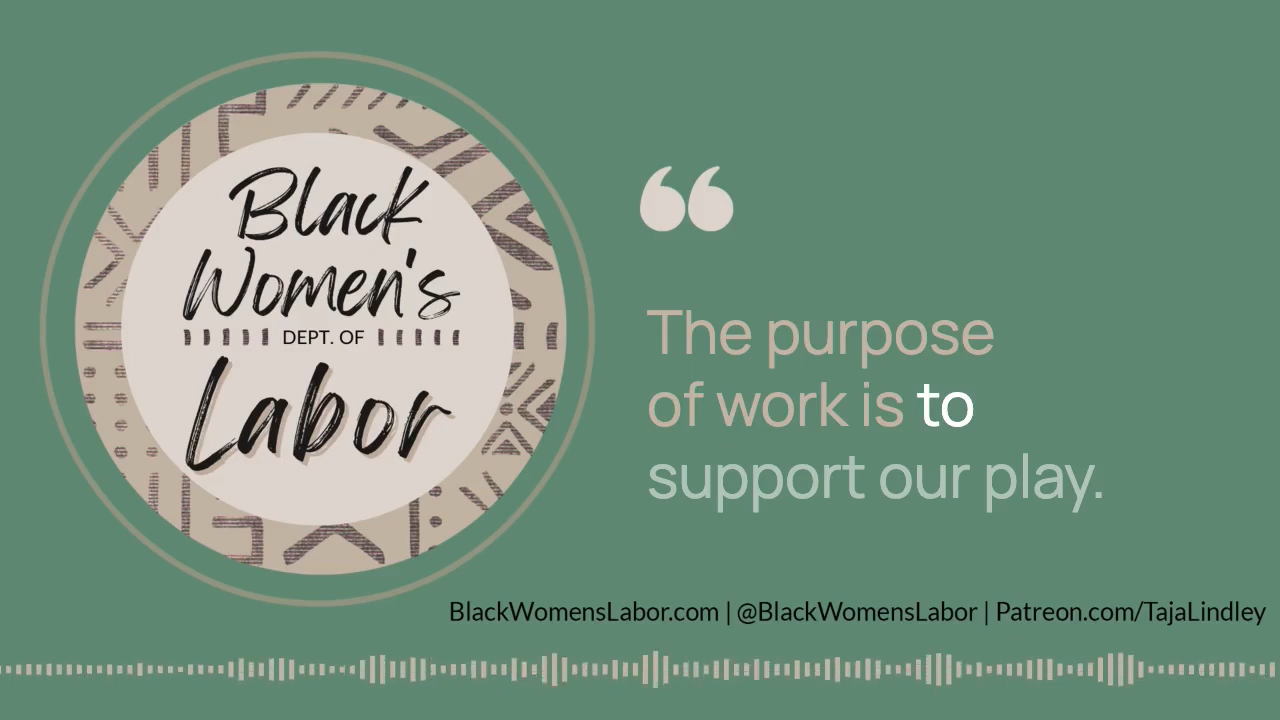 Black
Women's
DEPT. OF
Labor
The purpose
of work is to
support our play.
BlackWomensLabor.com | @BlackWomensLabor | Patreon.com/TajaLindley